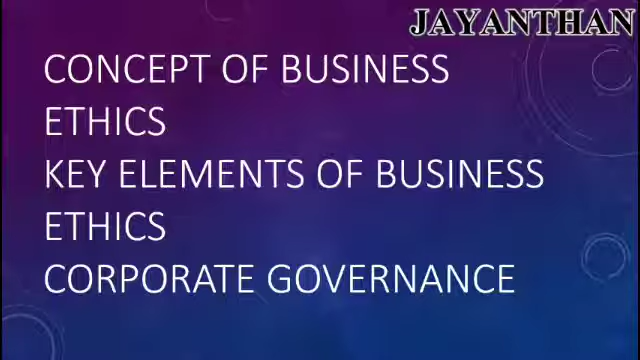 JAYANTHAN
CONCEPT OF BUSINESS
ETHICS
KEY ELEMENTS OF BUSINESS
ETHICS
CORPORATE GOVERNANCE